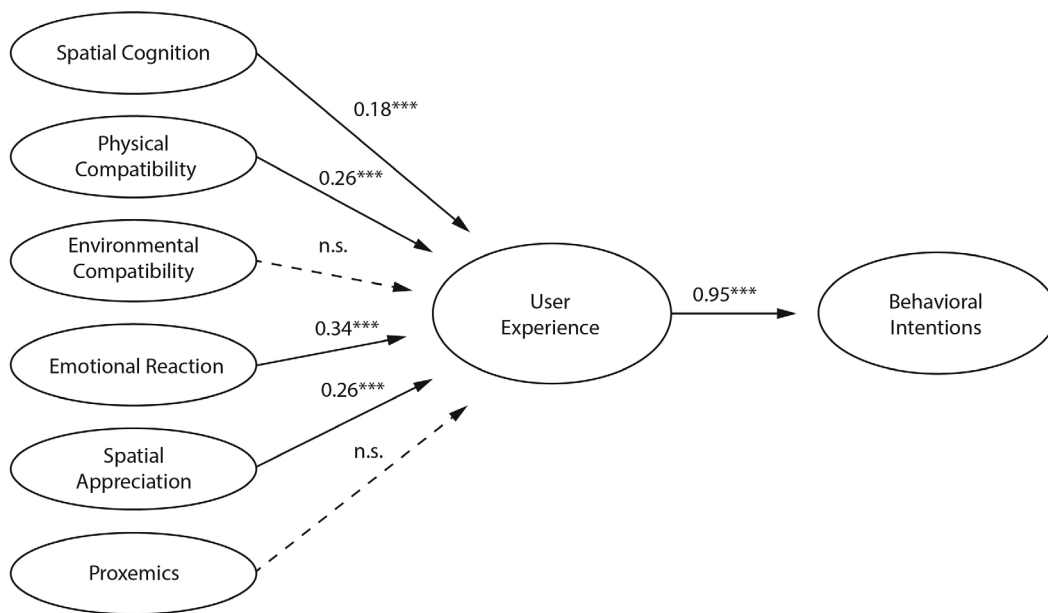 Spatial Cognition
0.18***
Physical
Compatibility
0.26***
Environmental
Compatibility
n.s.
Emotional Reaction
0.34***
Spatial
Appreciation
0.26***
Proxemics
n.s.
User
Experience
0.95***
Behavioral
Intentions